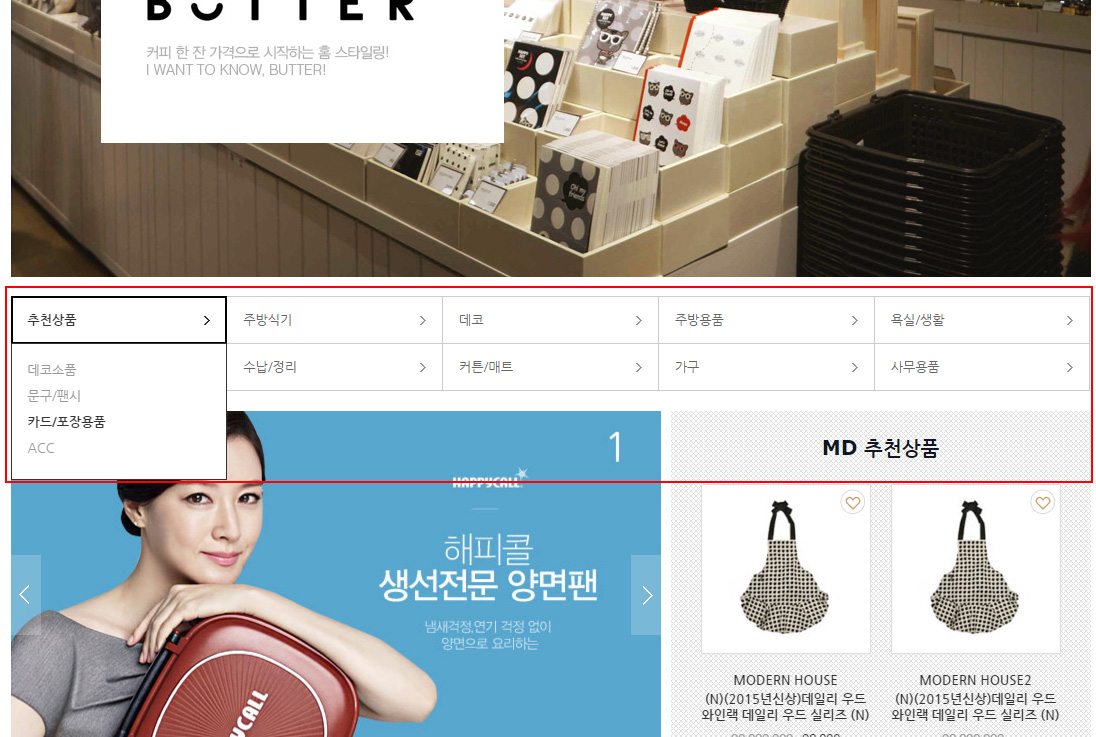 BUTTER
커피 한 잔 가격으로 시작하는 홈 스타일링!
I WANT TO KNOW, BUTTER!
OH my friends
추천상품
주방식기
데코
주방용품
욕실/생활
수납/정리
커튼/매트
가구
사무용품
데코소품
문구/팬시
카드/포장용품
ACC
1
HAPPYCALL
해피콜
생선전문 양면팬
냄새걱정,연기 걱정 없이
양면으로 요리하는
HAPPYCALL
MD 추천상품
MODERN HOUSE
(N)(2015년신상)데일리 우드
와인랙 데일리 우드 실리즈 (N)
MODERN HOUSE2
(N)(2015년신상)데일리 우드
와인랙 데일리 우드 실리즈 (N)